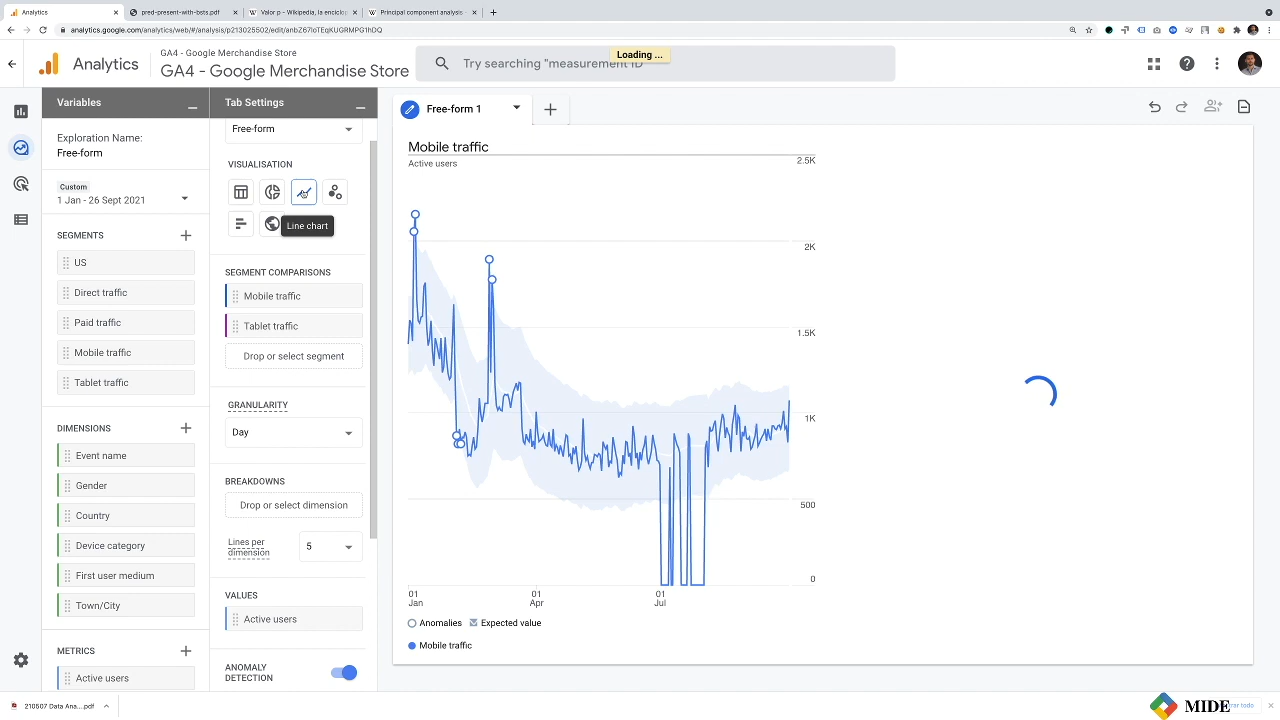 Analytics
pred-present-with-bsts.pdf
Valor p - Wikipedia, la enciclop
Principal component analysis -
analytics.google.com/analytics/web/#/analysis/p213025502/edit/anbZ67IoTEqKUGRMPG1hDQ
Analytics
GA4 - Google Merchandise Store
GA4 - Google Merchandise Store
Try searching "measurement ID"
Loading ...
Variables
Exploration Name:
Free-form
Custom
1 Jan - 26 Sept 2021
SEGMENTS
US
Direct traffic
Paid traffic
Mobile traffic
Tablet traffic
DIMENSIONS
Event name
Gender
Country
Device category
First user medium
Town/City
METRICS
Active users
Tab Settings
Free-form
VISUALISATION
Line chart
SEGMENT COMPARISONS
Mobile traffic
Tablet traffic
Drop or select segment
GRANULARITY
Day
BREAKDOWNS
Drop or select dimension
Lines per
dimension
5
VALUES
Active users
ANOMALY
DETECTION
Free-form 1
Mobile traffic
Active users
2.5K
2K
1.5K
1K
500
0
01
Jan
01
Apr
01
Jul
Anomalies
Expected value
Mobile traffic
210507 Data Ana....pdf
MIDE
rar todo